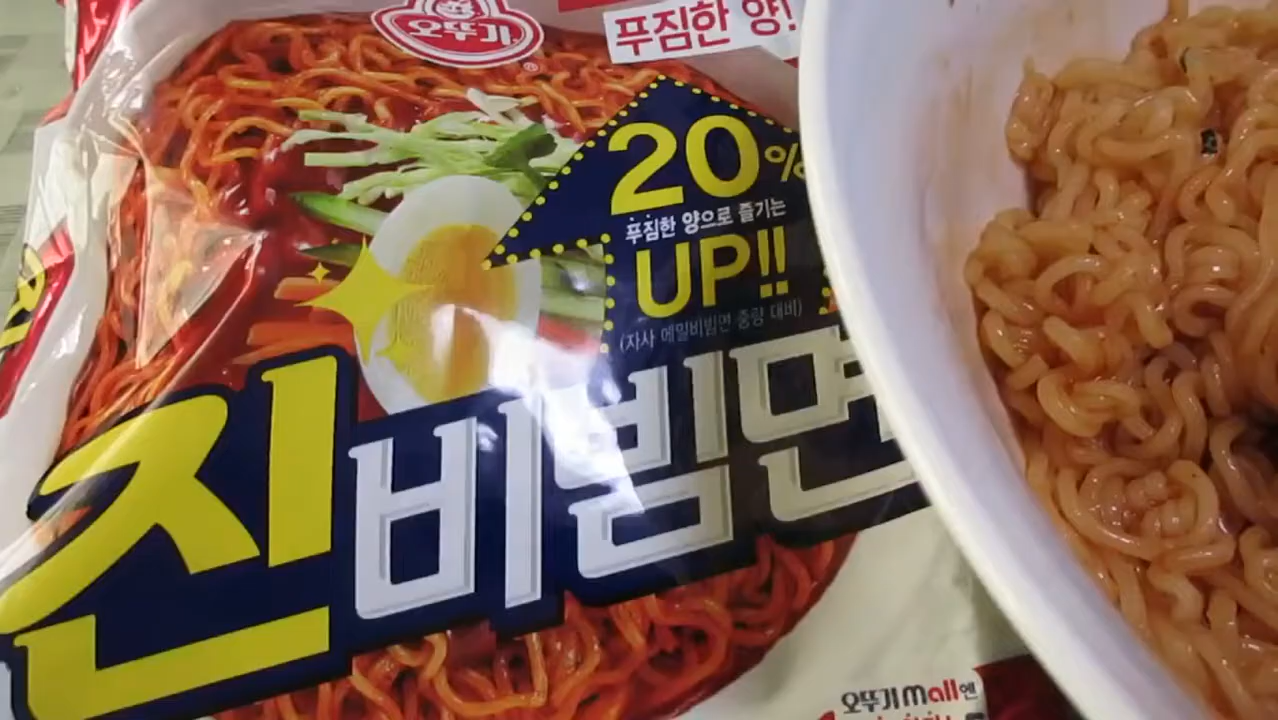 오뚜기
푸짐한 양!
20%
푸짐한 양으로 즐기는
UP!!
(자사 메밀비빔면 중량 대비)
진비빔면
오뚜기mall엔